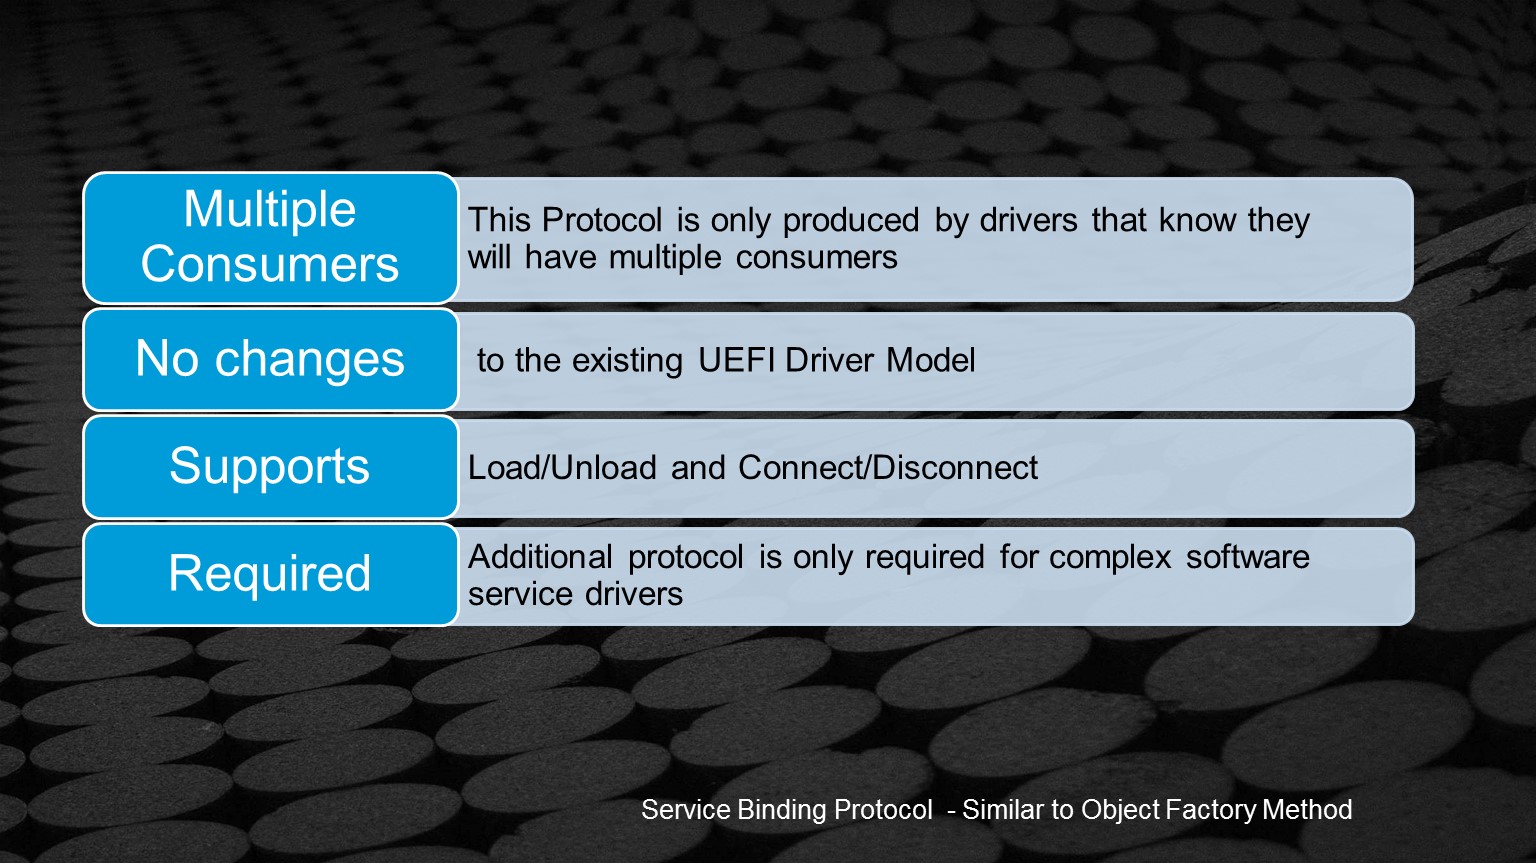 Multiple
Consumers
This Protocol is only produced by drivers that know they
will have multiple consumers
No changes
to the existing UEFI Driver Model
Supports
Load/Unload and Connect/Disconnect
Required
Additional protocol is only required for complex software
service drivers
Service Binding Protocol - Similar to Object Factory Method